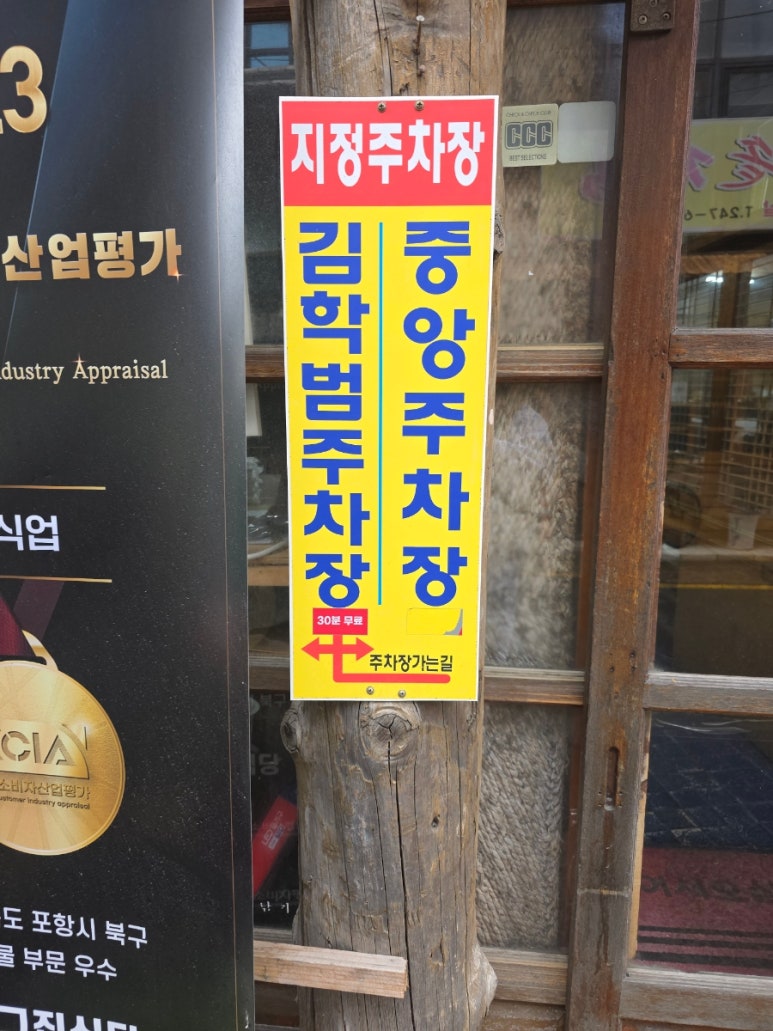 지정주차장
중앙주차장
김학범주차장
30분 무료
주차장가는길
CCC
BEST SELECTIONS
T.247-6
3
산업평가
dustry Appraisal
식업
KCIA
소비자산업평가
customer industry appraisal
도 포항시 북구
물 부문 우수